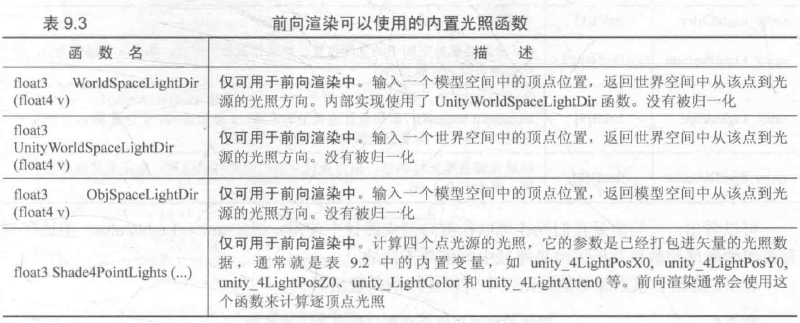 表 9.3 前向渲染可以使用的内置光照函数
函 数 名 描 述
float3 WorldSpaceLightDir
(float4 v)
仅可用于前向渲染中。输入一个模型空间中的顶点位置，返回世界空间中从该点到光
源的光照方向。内部实现使用了 UnityWorldSpaceLightDir 函数。没有被归一化
float3
UnityWorldSpaceLightDir
(float4 v)
仅可用于前向渲染中。输入一个世界空间中的顶点位置，返回世界空间中从该点到光
源的光照方向。没有被归一化
float3 ObjSpaceLightDir
(float4 v)
仅可用于前向渲染中。输入一个模型空间中的顶点位置，返回模型空间中从该点到光
源的光照方向。没有被归一化
float3 Shade4PointLights (...)
仅可用于前向渲染中。计算四个点光源的光照，它的参数是已经打包进矢量的光照数
据，通常就是表 9.2 中的内置变量，如 unity_4LightPosX0, unity_4LightPosY0,
unity_4LightPosZ0、unity_LightColor 和 unity_4LightAtten0 等。前向渲染通常会使用这
个函数来计算逐顶点光照